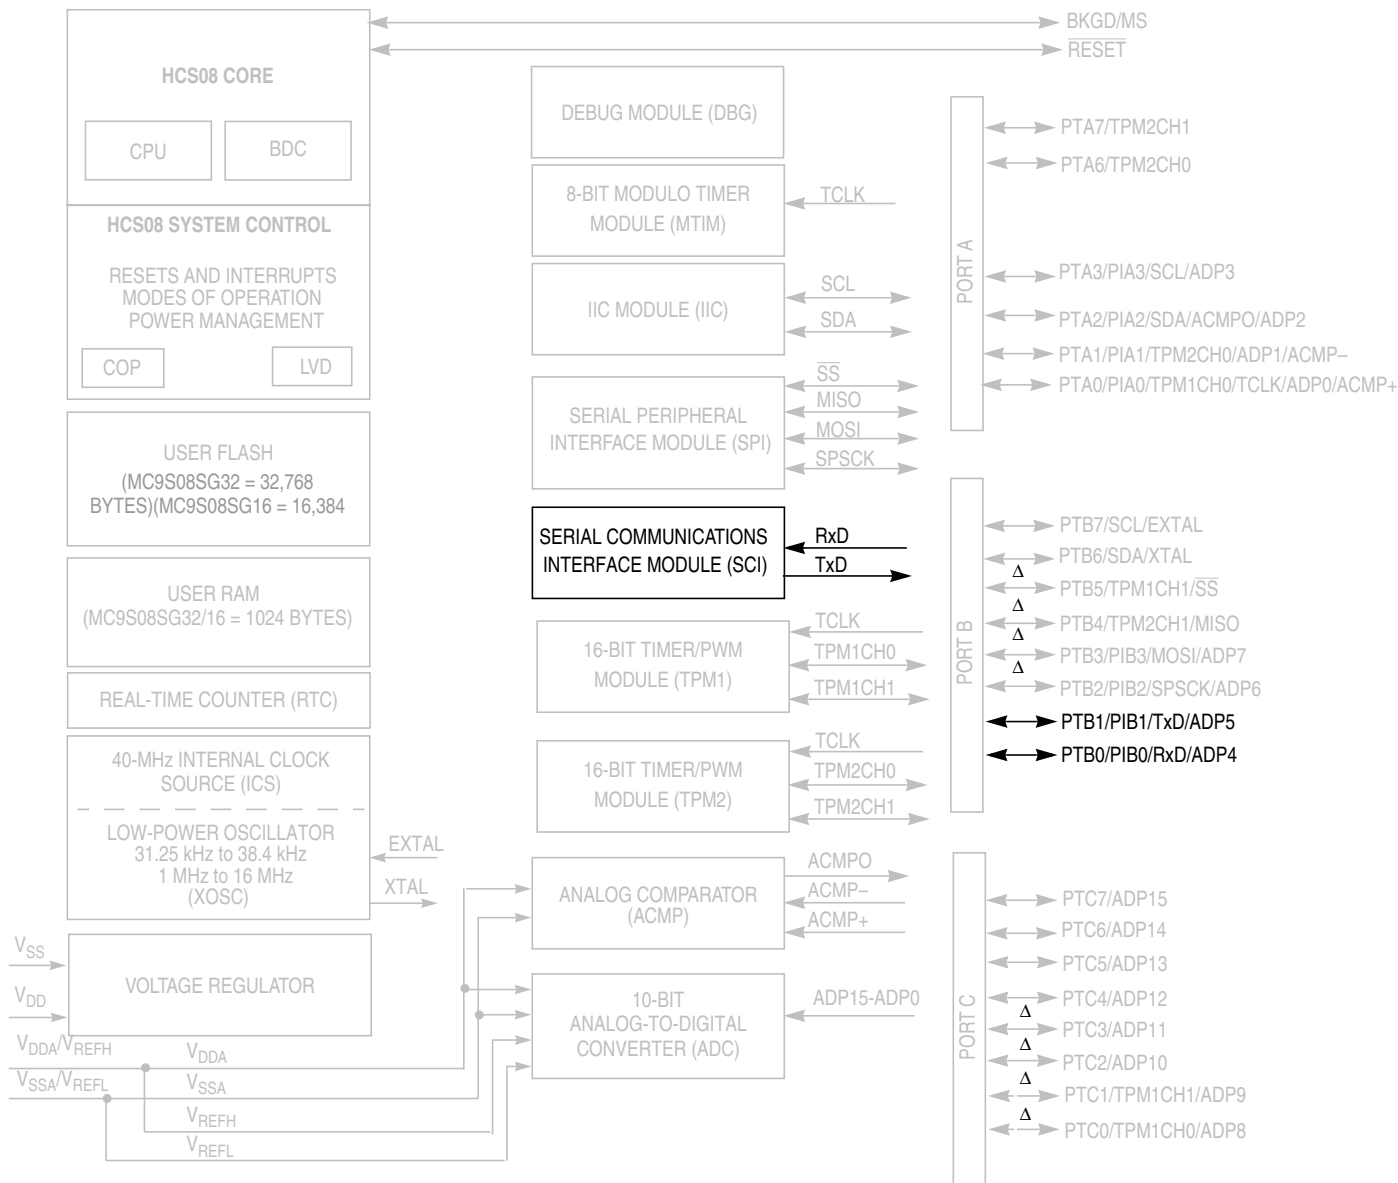 BKGD/MS
RESET
HCS08 CORE
CPU
BDC
HCS08 SYSTEM CONTROL
RESETS AND INTERRUPTS
MODES OF OPERATION
POWER MANAGEMENT
COP
LVD
USER FLASH
(MC9S08SG32 = 32,768
BYTES)(MC9S08SG16 = 16,384
USER RAM
(MC9S08SG32/16 = 1024 BYTES)
REAL-TIME COUNTER (RTC)
40-MHz INTERNAL CLOCK
SOURCE (ICS)
LOW-POWER OSCILLATOR
31.25 kHz to 38.4 kHz
1 MHz to 16 MHz
(XOSC)
EXTAL
XTAL
VSS
VDD
VOLTAGE REGULATOR
VDDA/VREFH
VSSA/VREFL
VDDA
VSSA
VREFH
VREFL
DEBUG MODULE (DBG)
8-BIT MODULO TIMER
MODULE (MTIM)
TCLK
IIC MODULE (IIC)
SCL
SDA
SERIAL PERIPHERAL
INTERFACE MODULE (SPI)
SS
MISO
MOSI
SPSCK
SERIAL COMMUNICATIONS
INTERFACE MODULE (SCI)
RxD
TxD
16-BIT TIMER/PWM
MODULE (TPM1)
TCLK
TPM1CH0
TPM1CH1
16-BIT TIMER/PWM
MODULE (TPM2)
TCLK
TPM2CH0
TPM2CH1
ANALOG COMPARATOR
(ACMP)
ACMPO
ACMP–
ACMP+
10-BIT
ANALOG-TO-DIGITAL
CONVERTER (ADC)
ADP15-ADP0
PORT A
PTA7/TPM2CH1
PTA6/TPM2CH0
PTA3/PIA3/SCL/ADP3
PTA2/PIA2/SDA/ACMPO/ADP2
PTA1/PIA1/TPM2CH0/ADP1/ACMP–
PTA0/PIA0/TPM1CH0/TCLK/ADP0/ACMP+
PORT B
PTB7/SCL/EXTAL
PTB6/SDA/XTAL
Δ
PTB5/TPM1CH1/SS
Δ
PTB4/TPM2CH1/MISO
Δ
PTB3/PIB3/MOSI/ADP7
Δ
PTB2/PIB2/SPSCK/ADP6
PTB1/PIB1/TxD/ADP5
PTB0/PIB0/RxD/ADP4
PORT C
PTC7/ADP15
PTC6/ADP14
PTC5/ADP13
PTC4/ADP12
Δ
PTC3/ADP11
Δ
PTC2/ADP10
Δ
PTC1/TPM1CH1/ADP9
Δ
PTC0/TPM1CH0/ADP8